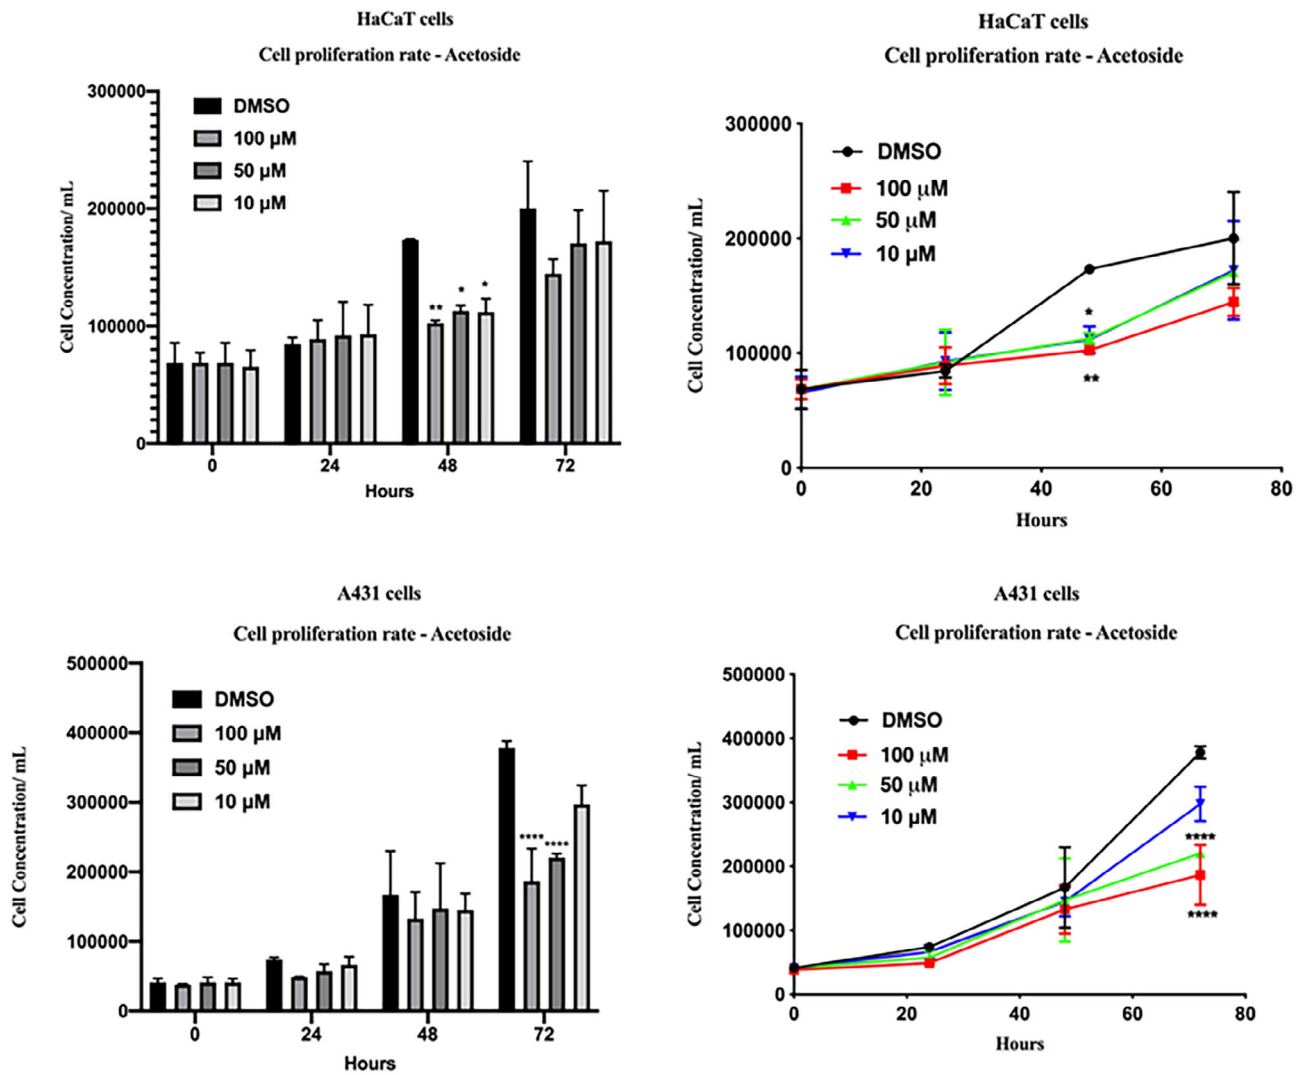 HaCaT cells
Cell proliferation rate - Acetoside
300000
200000
100000
0
Cell Concentration/ mL
DMSO
100 µM
50 µM
10 µM
**
*
*
0
24
48
72
Hours
HaCaT cells
Cell proliferation rate - Acetoside
300000
200000
100000
0
Cell Concentration/ mL
DMSO
100 µM
50 µM
10 µM
*
**
0
20
40
60
80
Hours
A431 cells
Cell proliferation rate - Acetoside
500000
400000
300000
200000
100000
0
Cell Concentration/ mL
DMSO
100 µM
50 µM
10 µM
****
****
0
24
48
72
Hours
A431 cells
Cell proliferation rate - Acetoside
500000
400000
300000
200000
100000
0
Cell Concentration/ mL
DMSO
100 µM
50 µM
10 µM
****
****
0
20
40
60
80
Hours